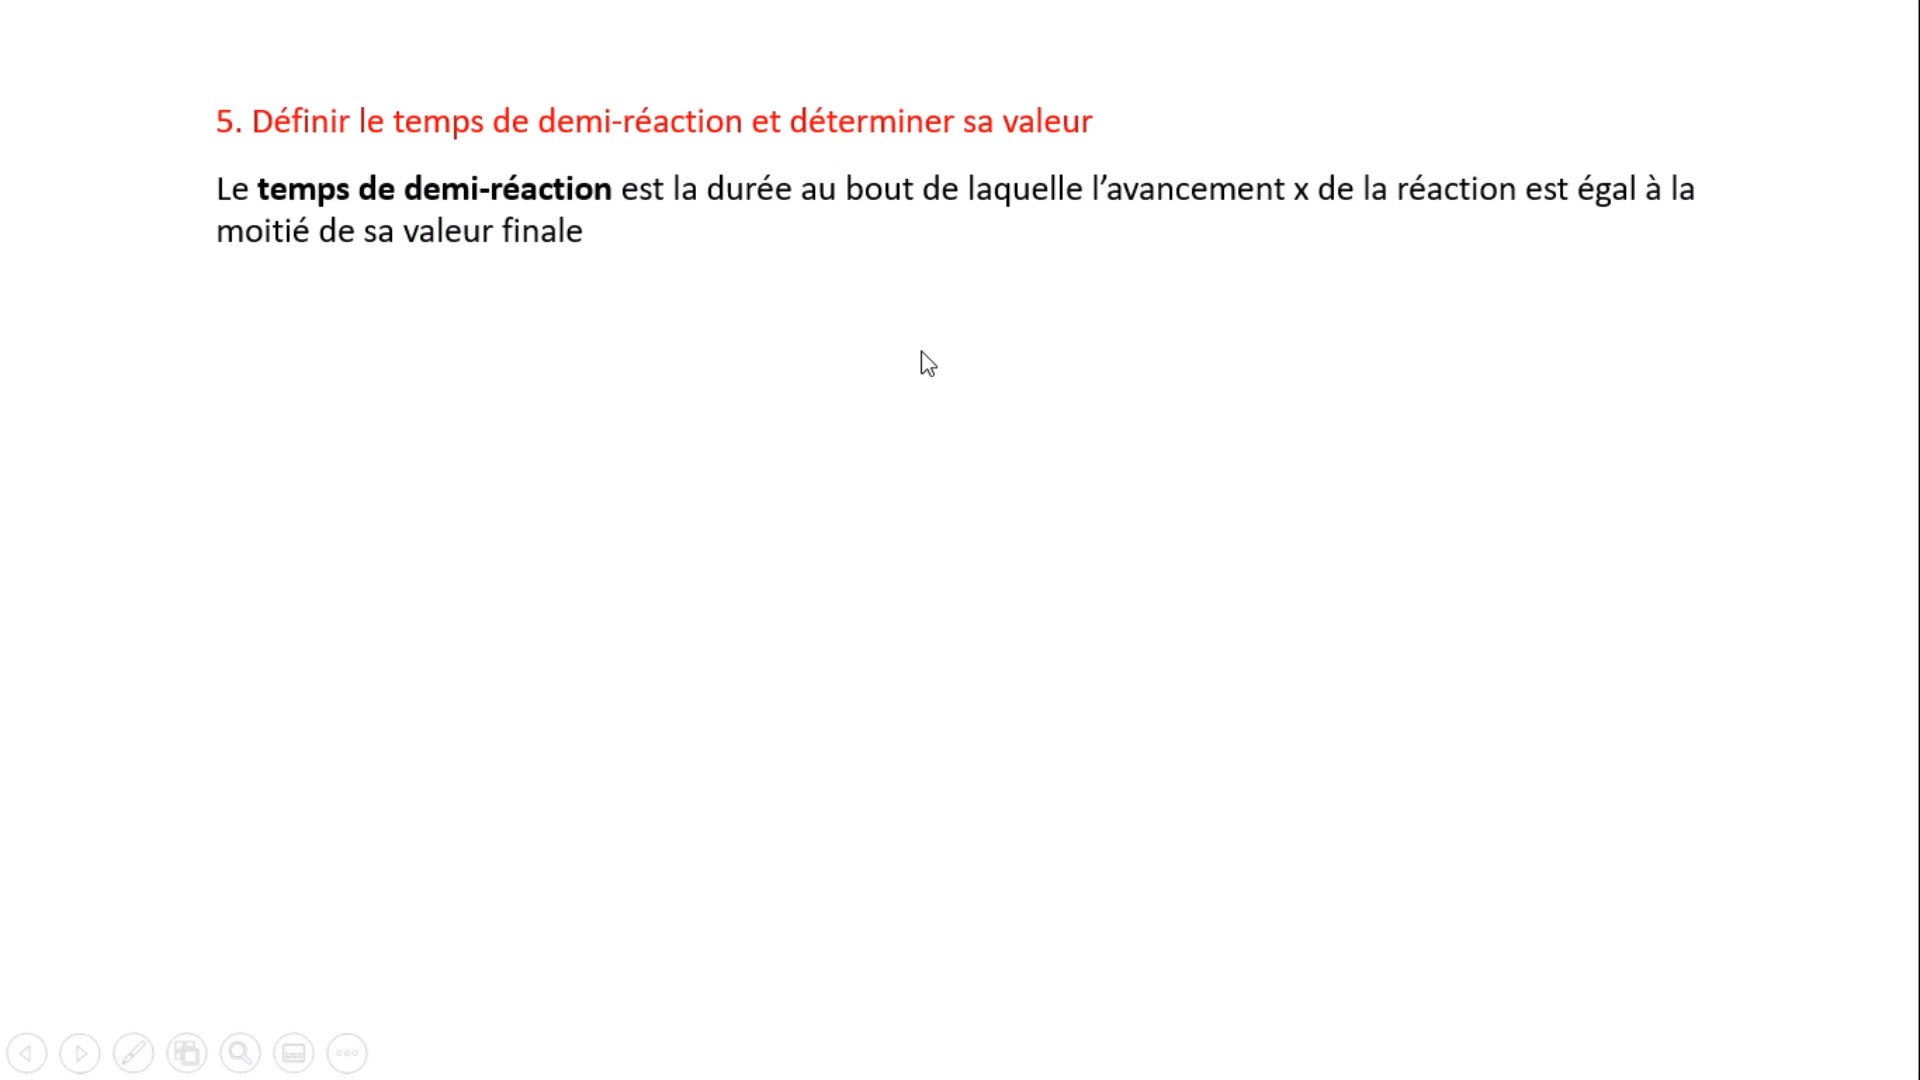 5. Définir le temps de demi-réaction et déterminer sa valeur
Le temps de demi-réaction est la durée au bout de laquelle l’avancement x de la réaction est égal à la
moitié de sa valeur finale